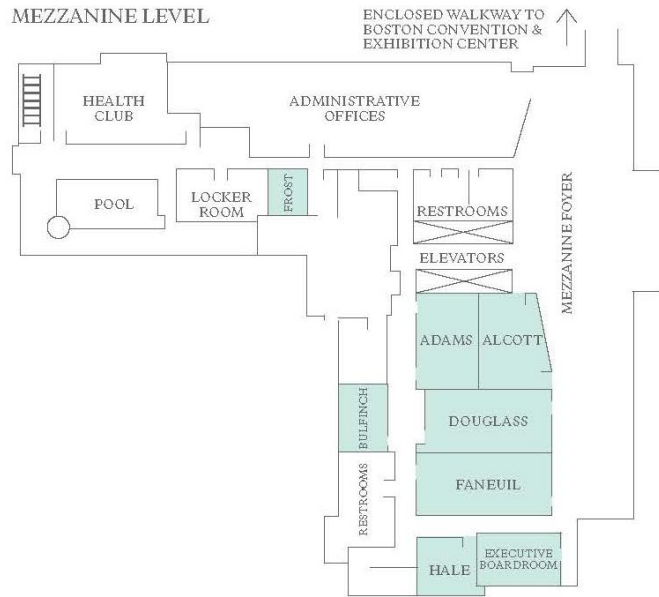 MEZZANINE LEVEL
ENCLOSED WALKWAY TO
BOSTON CONVENTION &
EXHIBITION CENTER
HEALTH
CLUB
ADMINISTRATIVE
OFFICES
POOL
LOCKER
ROOM
FROST
RESTROOMS
ELEVATORS
MEZZANINE FOYER
ADAMS
ALCOTT
BULFINCH
DOUGLASS
RESTROOMS
FANEUIL
HALE
EXECUTIVE
BOARDROOM